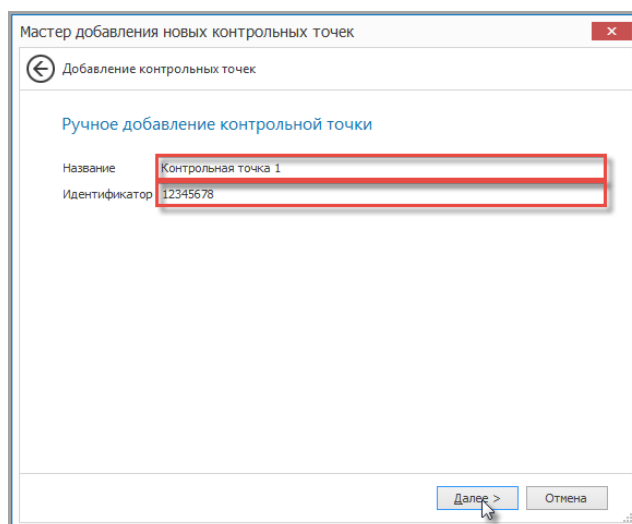 Мастер добавления новых контрольных точек
Добавление контрольных точек
Ручное добавление контрольной точки
Название Контрольная точка 1
Идентификатор 12345678
Далее > Отмена